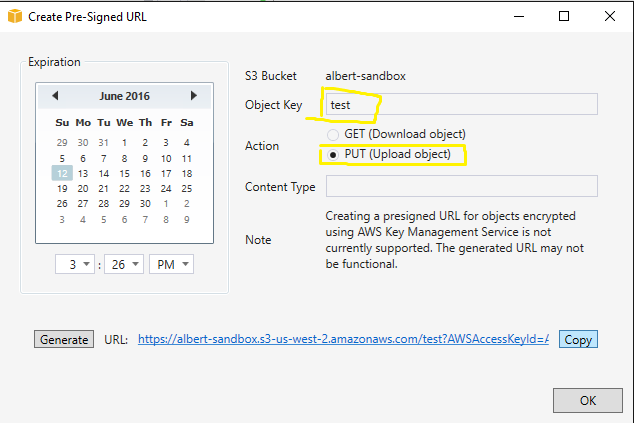 Create Pre-Signed URL
Expiration
June 2016
Su Mo Tu We Th Fr Sa
29 30 31 1 2 3 4
5 6 7 8 9 10 11
12 13 14 15 16 17 18
19 20 21 22 23 24 25
26 27 28 29 30 1 2
3 4 5 6 7 8 9
3 : 26 PM
S3 Bucket albert-sandbox
Object Key test
Action
GET (Download object)
PUT (Upload object)
Content Type
Note
Creating a presigned URL for objects encrypted
using AWS Key Management Service is not
currently supported. The generated URL may not
be functional.
Generate URL: https://albert-sandbox.s3-us-west-2.amazonaws.com/test?AWSAccessKeyId=A Copy
OK